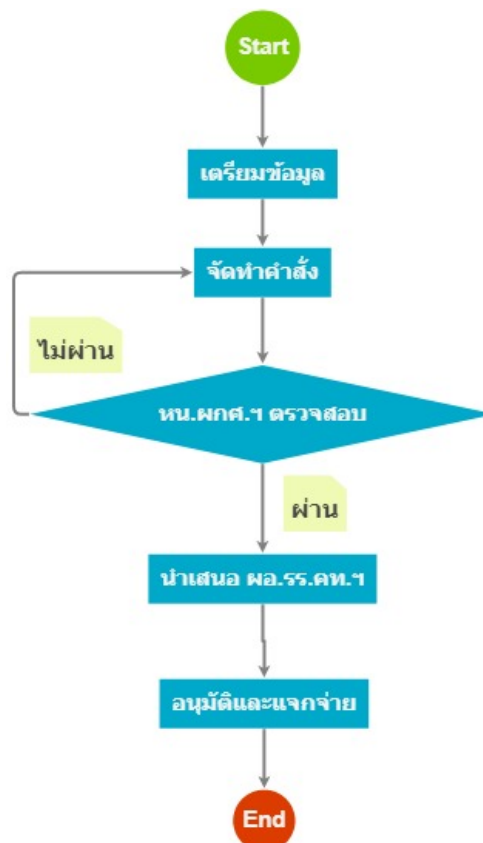 Start
เตรียมข้อมูล
จัดทำคำสั่ง
ไม่ผ่าน
หน.ผกศ.ฯ ตรวจสอบ
ผ่าน
นำเสนอ ผอ.รร.คท.ฯ
อนุมัติและแจกจ่าย
End